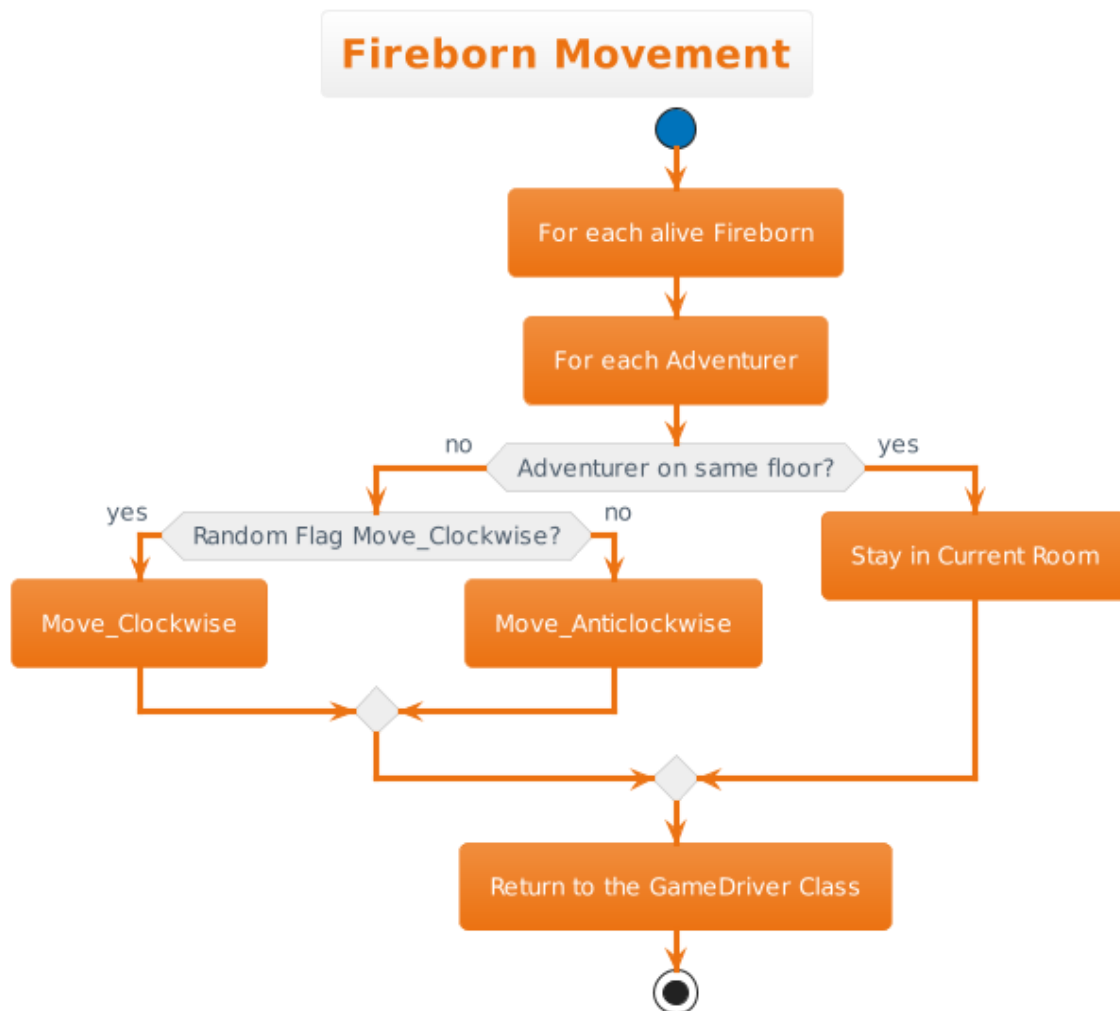 Fireborn Movement
For each alive Fireborn
For each Adventurer
no
Adventurer on same floor?
yes
yes
Random Flag Move_Clockwise?
no
Stay in Current Room
Move_Clockwise
Move_Anticlockwise
Return to the GameDriver Class